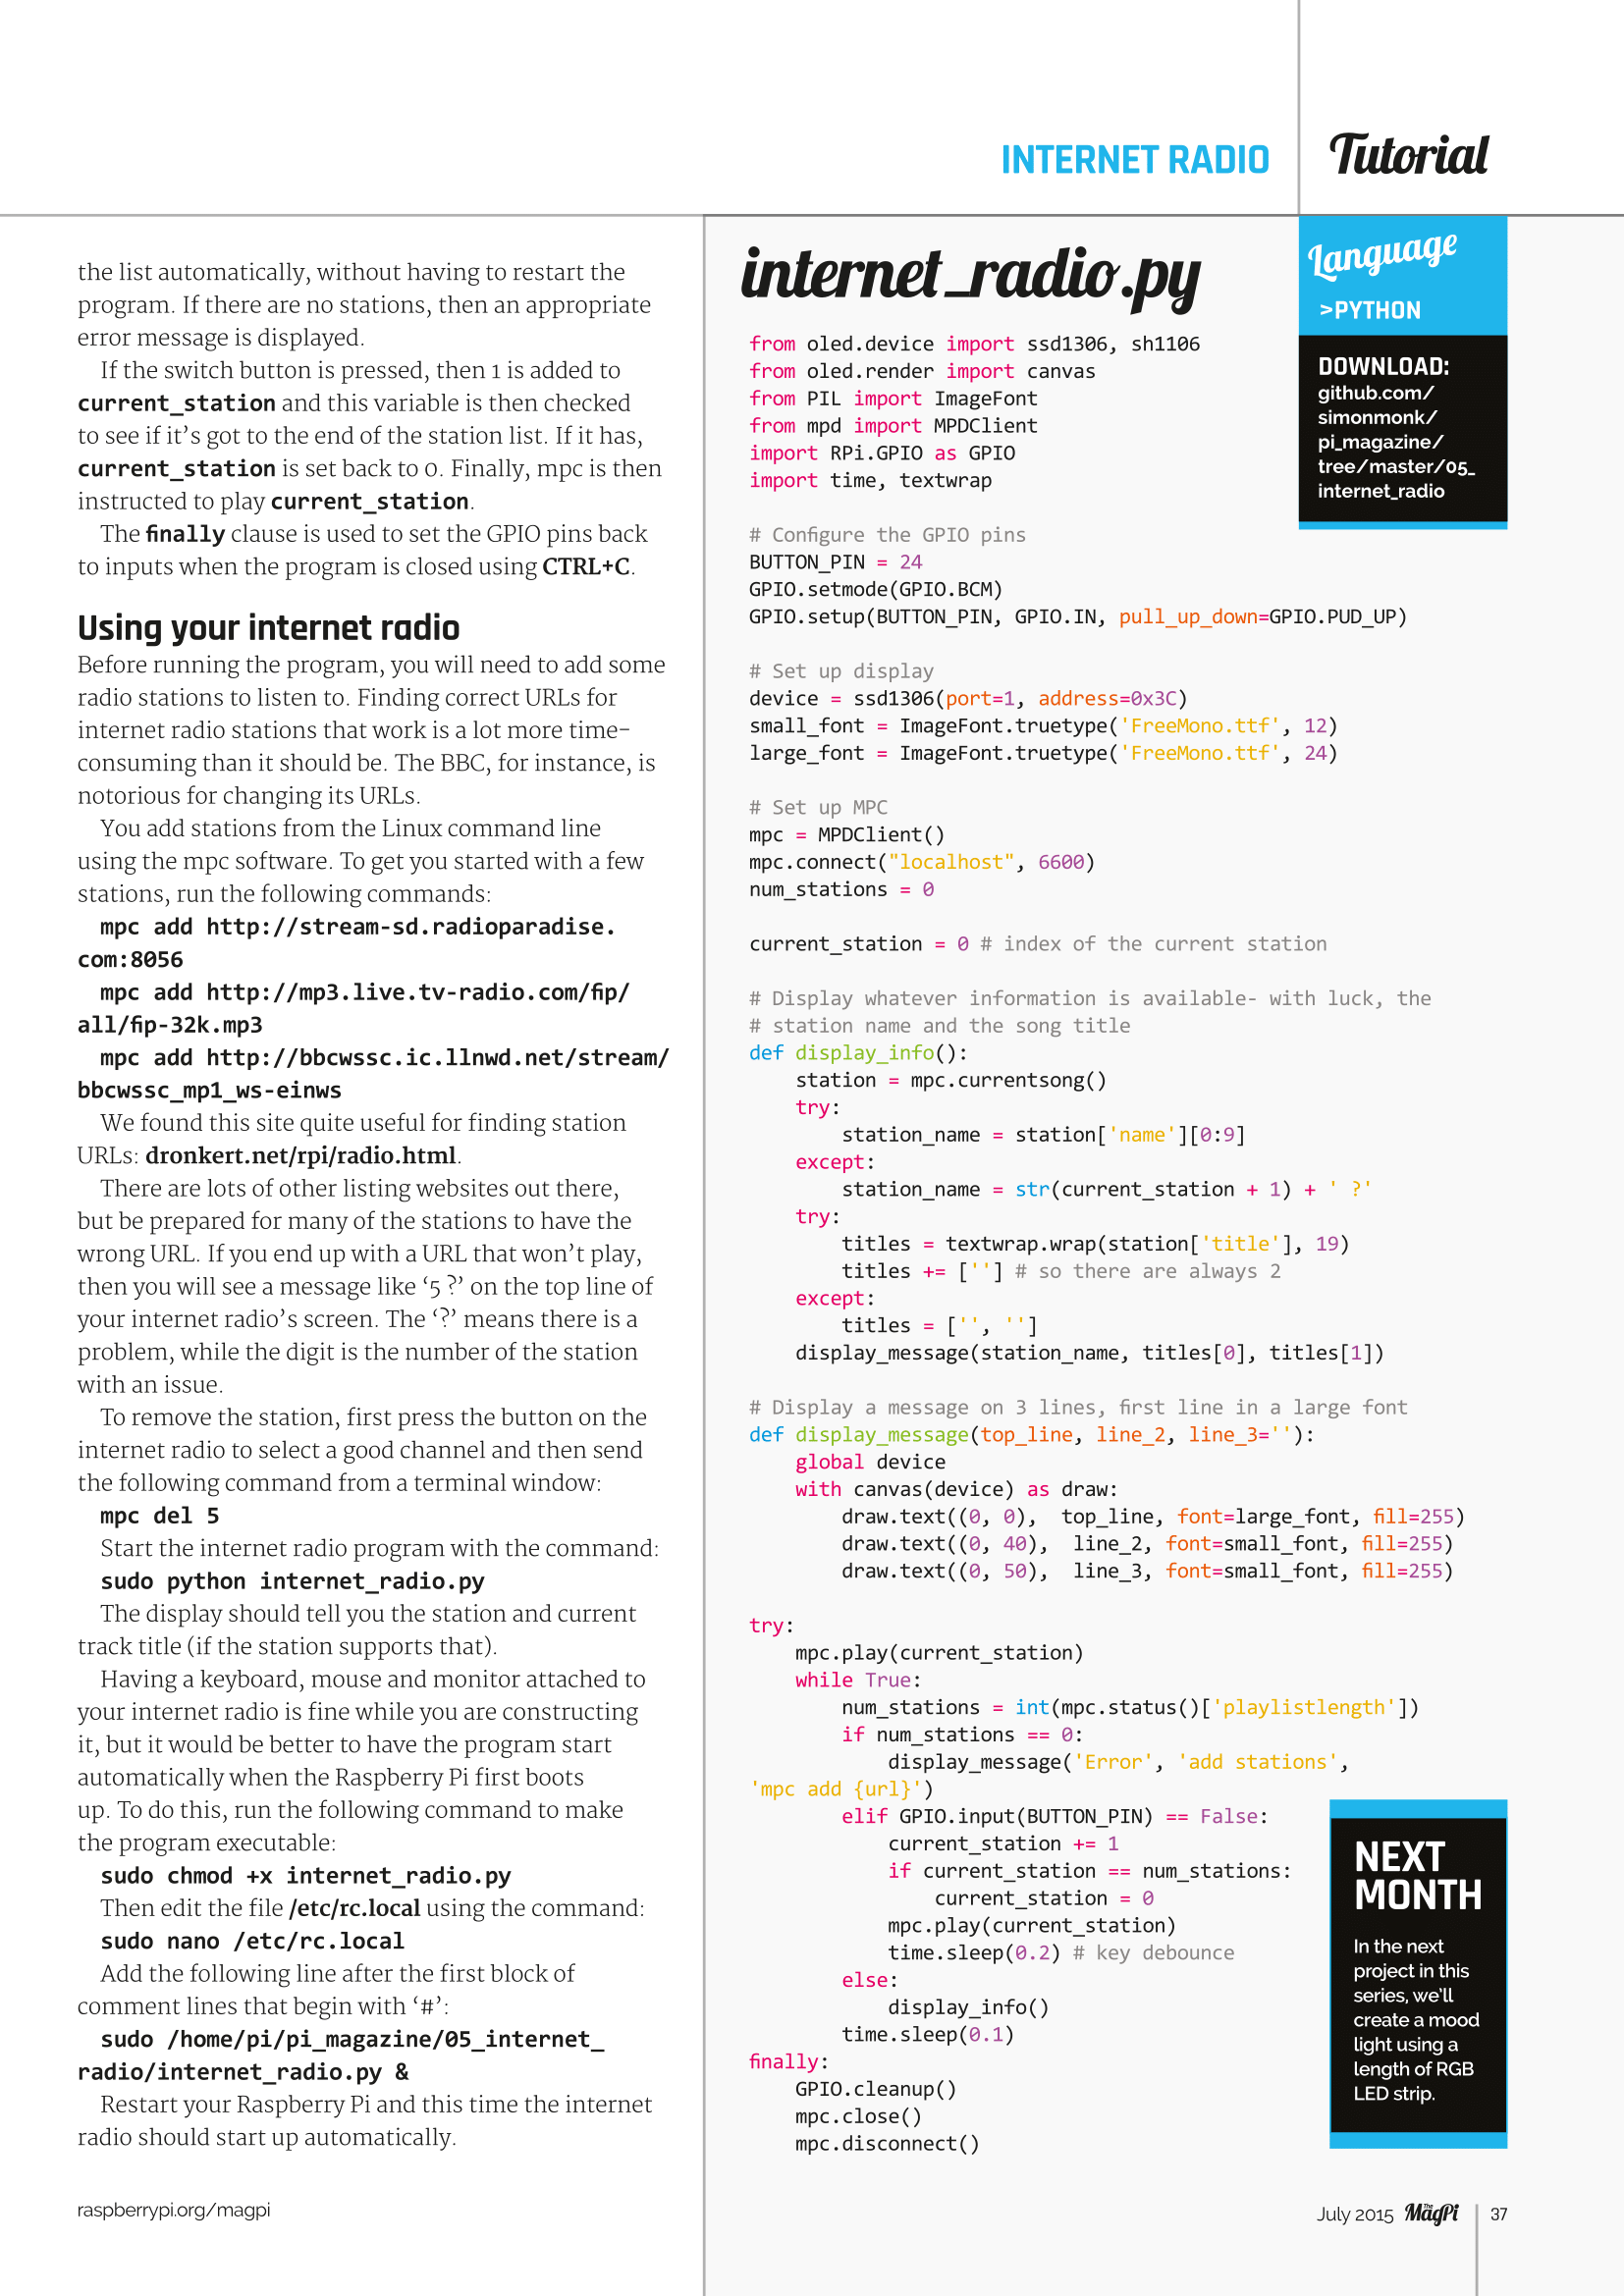 INTERNET RADIO
Tutorial
the list automatically, without having to restart the
program. If there are no stations, then an appropriate
error message is displayed.
If the switch button is pressed, then 1 is added to
current_station and this variable is then checked
to see if it’s got to the end of the station list. If it has,
current_station is set back to 0. Finally, mpc is then
instructed to play current_station.
The finally clause is used to set the GPIO pins back
to inputs when the program is closed using CTRL+C.
Using your internet radio
Before running the program, you will need to add some
radio stations to listen to. Finding correct URLs for
internet radio stations that work is a lot more time-
consuming than it should be. The BBC, for instance, is
notorious for changing its URLs.
You add stations from the Linux command line
using the mpc software. To get you started with a few
stations, run the following commands:
mpc add http://stream-sd.radioparadise.
com:8056
mpc add http://mp3.live.tv-radio.com/fip/
all/fip-32k.mp3
mpc add http://bbcwssc.ic.llnwd.net/stream/
bbcwssc_mp1_ws-einws
We found this site quite useful for finding station
URLs: dronkert.net/rpi/radio.html.
There are lots of other listing websites out there,
but be prepared for many of the stations to have the
wrong URL. If you end up with a URL that won’t play,
then you will see a message like ‘5 ?’ on the top line of
your internet radio’s screen. The ‘?’ means there is a
problem, while the digit is the number of the station
with an issue.
To remove the station, first press the button on the
internet radio to select a good channel and then send
the following command from a terminal window:
mpc del 5
Start the internet radio program with the command:
sudo python internet_radio.py
The display should tell you the station and current
track title (if the station supports that).
Having a keyboard, mouse and monitor attached to
your internet radio is fine while you are constructing
it, but it would be better to have the program start
automatically when the Raspberry Pi first boots
up. To do this, run the following command to make
the program executable:
sudo chmod +x internet_radio.py
Then edit the file /etc/rc.local using the command:
sudo nano /etc/rc.local
Add the following line after the first block of
comment lines that begin with ‘#’:
sudo /home/pi/pi_magazine/05_internet_
radio/internet_radio.py &
Restart your Raspberry Pi and this time the internet
radio should start up automatically.
internet_radio.py
from oled.device import ssd1306, sh1106
from oled.render import canvas
from PIL import ImageFont
from mpd import MPDClient
import RPi.GPIO as GPIO
import time, textwrap
# Configure the GPIO pins
BUTTON_PIN = 24
GPIO.setmode(GPIO.BCM)
GPIO.setup(BUTTON_PIN, GPIO.IN, pull_up_down=GPIO.PUD_UP)
# Set up display
device = ssd1306(port=1, address=0x3C)
small_font = ImageFont.truetype('FreeMono.ttf', 12)
large_font = ImageFont.truetype('FreeMono.ttf', 24)
# Set up MPC
mpc = MPDClient()
mpc.connect("localhost", 6600)
num_stations = 0
current_station = 0 # index of the current station
# Display whatever information is available- with luck, the
# station name and the song title
def display_info():
    station = mpc.currentsong()
    try:
        station_name = station['name'][0:9]
    except:
        station_name = str(current_station + 1) + ' ?'
    try:
        titles = textwrap.wrap(station['title'], 19)
        titles += [''] # so there are always 2
    except:
        titles = ['', '']
    display_message(station_name, titles[0], titles[1])
# Display a message on 3 lines, first line in a large font
def display_message(top_line, line_2, line_3=''):
    global device
    with canvas(device) as draw:
        draw.text((0, 0),  top_line, font=large_font, fill=255)
        draw.text((0, 40),  line_2, font=small_font, fill=255)
        draw.text((0, 50),  line_3, font=small_font, fill=255)
try:
    mpc.play(current_station)
    while True:
        num_stations = int(mpc.status()['playlistlength'])
        if num_stations == 0:
            display_message('Error', 'add stations',
'mpc add {url}')
        elif GPIO.input(BUTTON_PIN) == False:
            current_station += 1
            if current_station == num_stations:
                current_station = 0
            mpc.play(current_station)
            time.sleep(0.2) # key debounce
        else:
            display_info()
        time.sleep(0.1)
finally:
    GPIO.cleanup()
    mpc.close()
    mpc.disconnect()
Language
>PYTHON
DOWNLOAD:
github.com/
simonmonk/
pi_magazine/
tree/master/05_
internet_radio
NEXT
MONTH
In the next
project in this
series, we’ll
create a mood
light using a
length of RGB
LED strip.
raspberrypi.org/magpi
July 2015 The MagPi 37